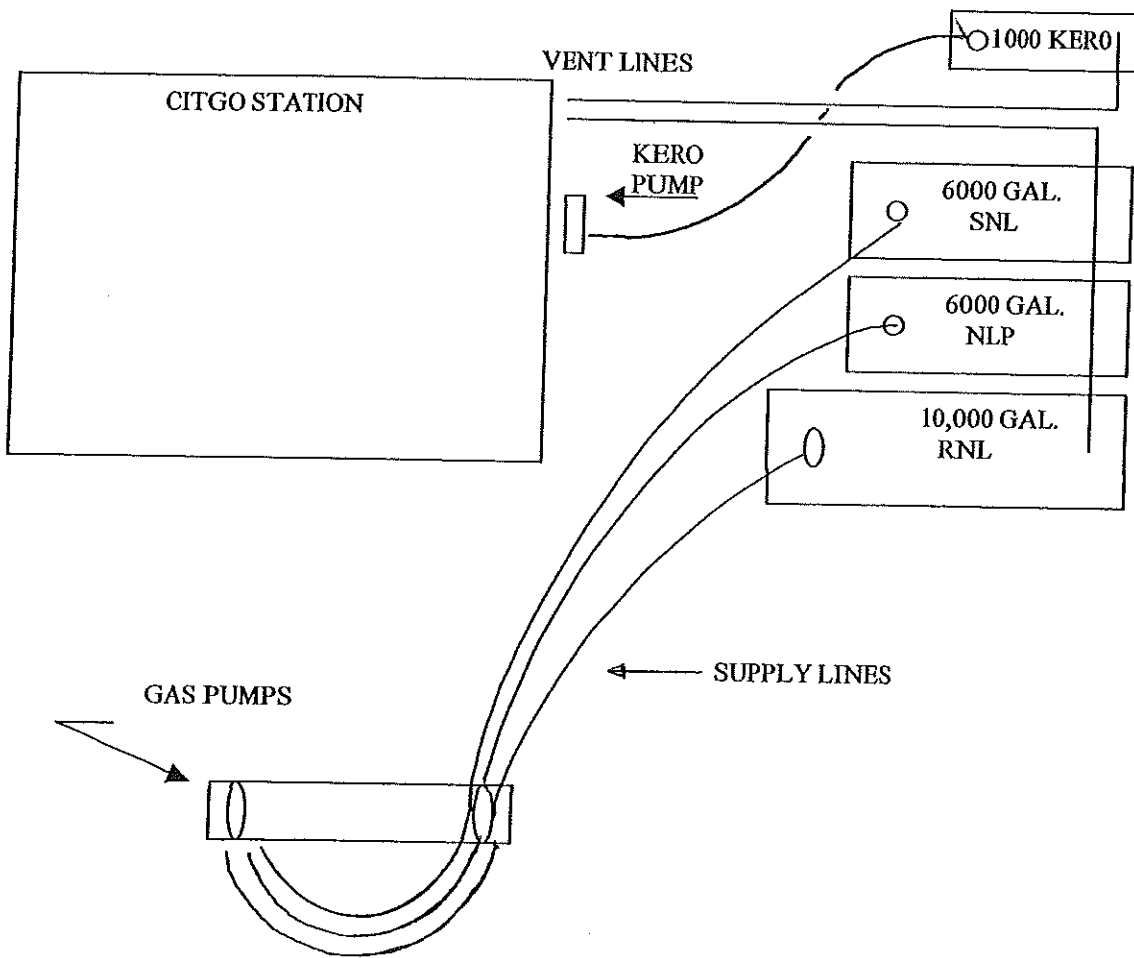 1000 KER0
VENT LINES
CITGO STATION
KERO
PUMP
6000 GAL.
SNL
6000 GAL.
NLP
10,000 GAL.
RNL
SUPPLY LINES
GAS PUMPS